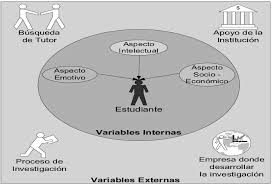 Búsqueda
de Tutor
Apoyo de la
Institución
Aspecto
Intelectual
Aspecto
Emotivo
Aspecto
Socio -
Económico
Estudiante
Variables Internas
Proceso de
Investigación
Empresa donde
desarrollar
la investigación
Variables Externas